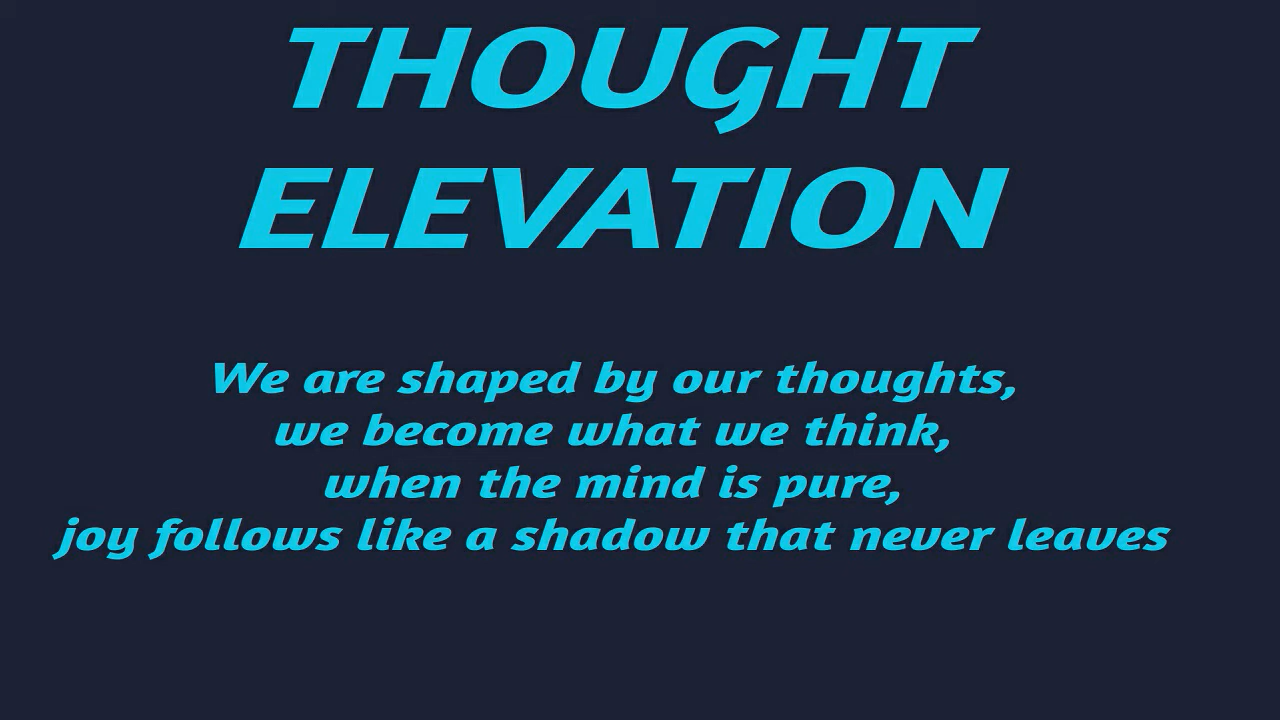 THOUGHT
ELEVATION
We are shaped by our thoughts,
we become what we think,
when the mind is pure,
joy follows like a shadow that never leaves